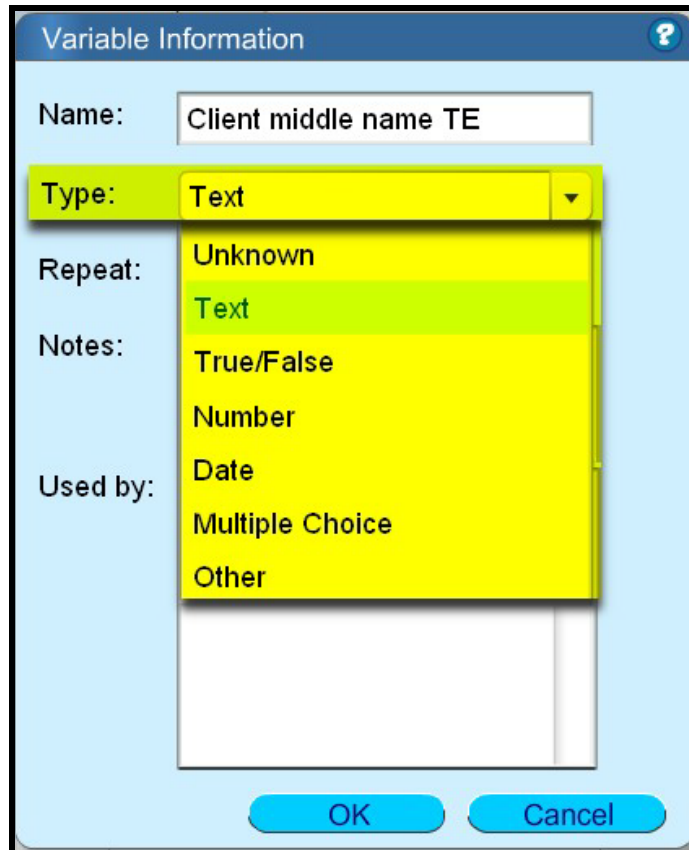 Variable Information ?
Name: Client middle name TE
Type: Text
Repeat: Unknown
Text
Notes: True/False
Number
Used by: Date
Multiple Choice
Other
OK Cancel